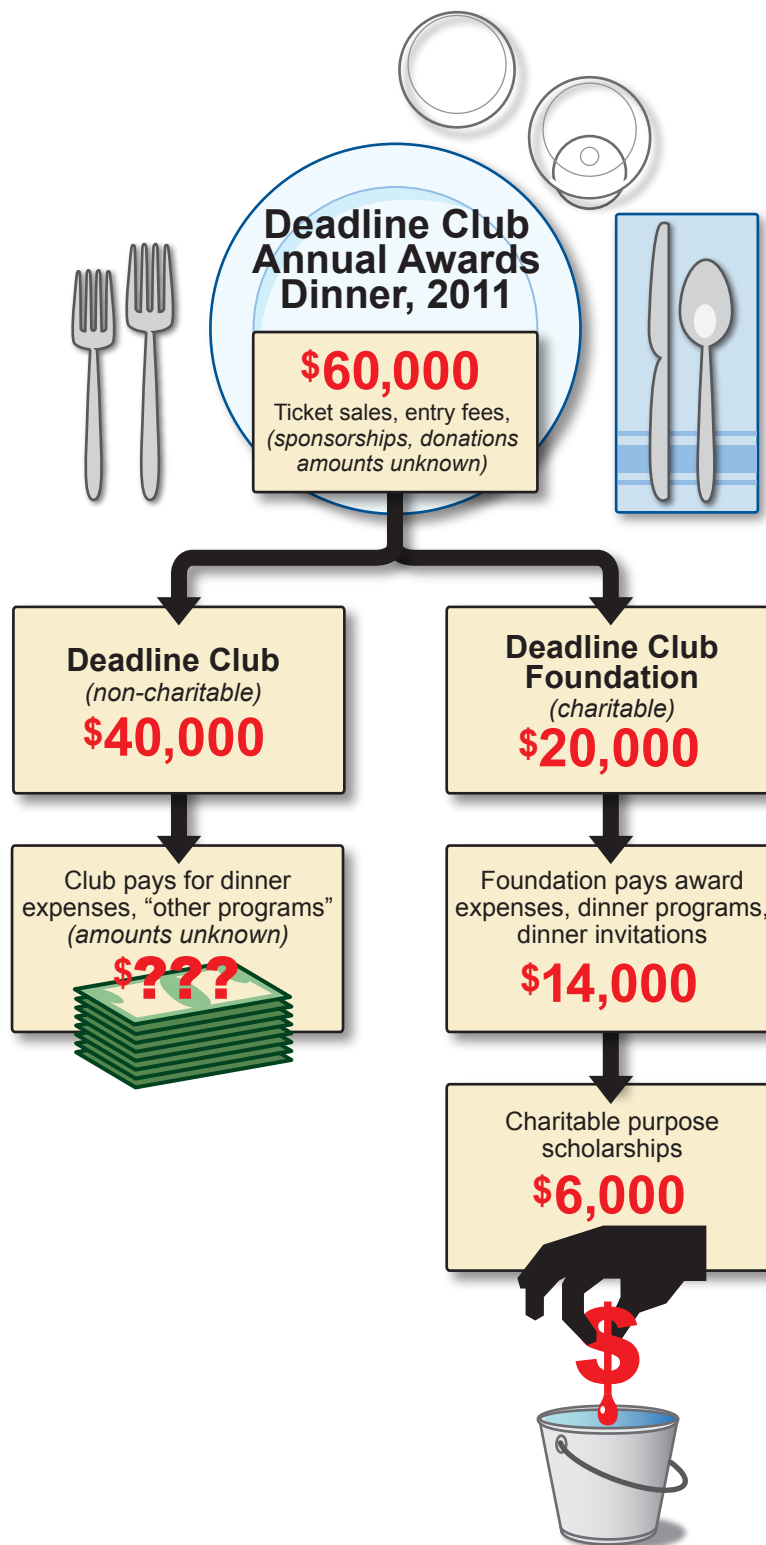 Deadline Club
Annual Awards
Dinner, 2011
$60,000
Ticket sales, entry fees,
(sponsorships, donations
amounts unknown)
Deadline Club
(non-charitable)
$40,000
Deadline Club
Foundation
(charitable)
$20,000
Club pays for dinner
expenses, “other programs”
(amounts unknown)
$???
Foundation pays award
expenses, dinner programs,
dinner invitations
$14,000
Charitable purpose
scholarships
$6,000
$